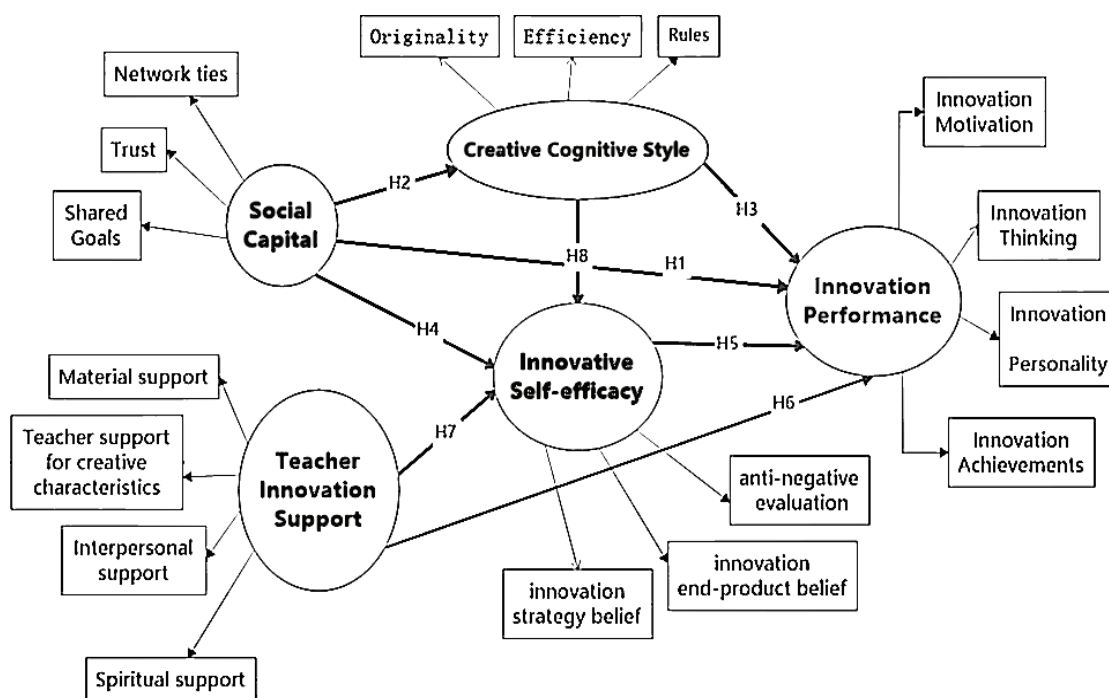 Originality
Efficiency
Rules
Network ties
Trust
Shared
Goals
Social
Capital
Creative Cognitive Style
Innovation
Motivation
Innovation
Thinking
Innovation
Personality
Innovation
Achievements
Innovation
Performance
H2
H3
H8
H1
H4
H5
H6
H7
Innovative
Self-efficacy
Material support
Teacher support
for creative
characteristics
Interpersonal
support
Spiritual support
Teacher
Innovation
Support
anti-negative
evaluation
innovation
end-product belief
innovation
strategy belief